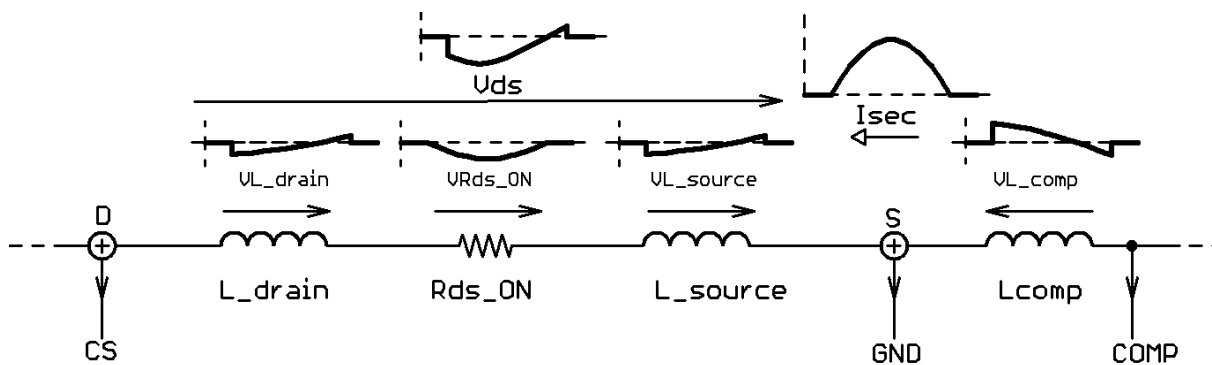 Vds
Isec
VL_drain
VRds_ON
VL_source
VL_comp
D
S
L_drain
Rds_ON
L_source
Lcomp
CS
GND
COMP